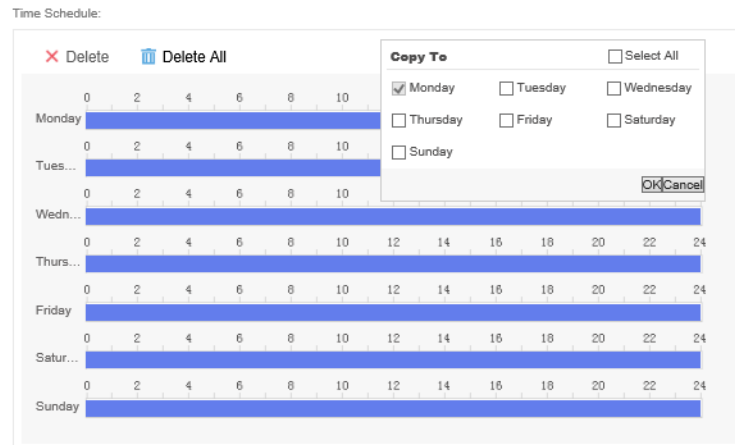 Time Schedule:
Delete Delete All
Copy To Select All
Monday Tuesday Wednesday
Thursday Friday Saturday
Sunday
OK Cancel
0 2 4 6 8 10
Monday
0 2 4 6 8 10
Tues...
0 2 4 6 8 10
Wedn...
0 2 4 6 8 10 12 14 16 18 20 22 24
Thurs...
0 2 4 6 8 10 12 14 16 18 20 22 24
Friday
0 2 4 6 8 10 12 14 16 18 20 22 24
Satur...
0 2 4 6 8 10 12 14 16 18 20 22 24
Sunday